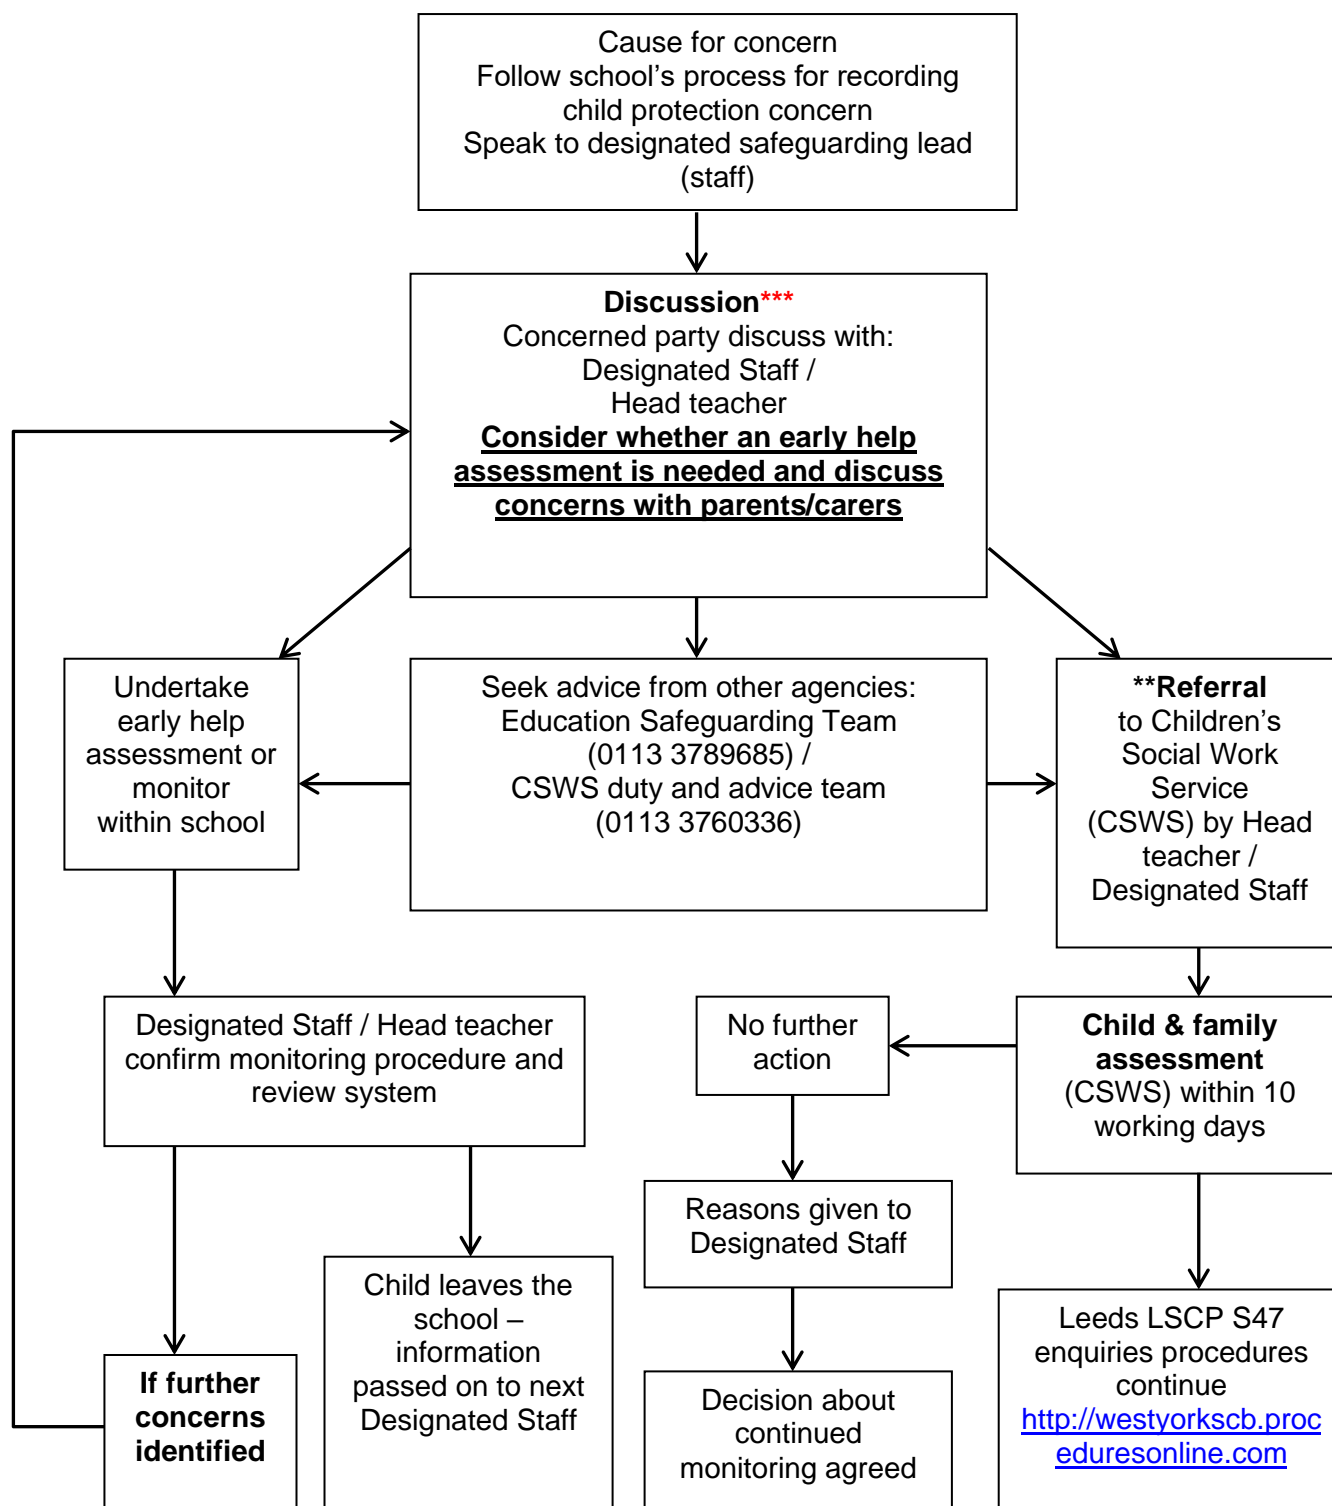 Cause for concern
Follow school's process for recording
child protection concern
Speak to designated safeguarding lead
(staff)
Discussion***
Concerned party discuss with:
Designated Staff /
Head teacher
Consider whether an early help
assessment is needed and discuss
concerns with parents/carers
Undertake
early help
assessment or
monitor
within school
Seek advice from other agencies:
Education Safeguarding Team
(0113 3789685) /
CSWS duty and advice team
(0113 3760336)
**Referral
to Children's
Social Work
Service
(CSWS) by Head
teacher /
Designated Staff
Designated Staff / Head teacher
confirm monitoring procedure and
review system
No further
action
Child & family
assessment
(CSWS) within 10
working days
Reasons given to
Designated Staff
If further
concerns
identified
Child leaves the
school –
information
passed on to next
Designated Staff
Decision about
continued
monitoring agreed
Leeds LSCP S47
enquiries procedures
continue
http://westyorkscb.proc
eduresonline.com